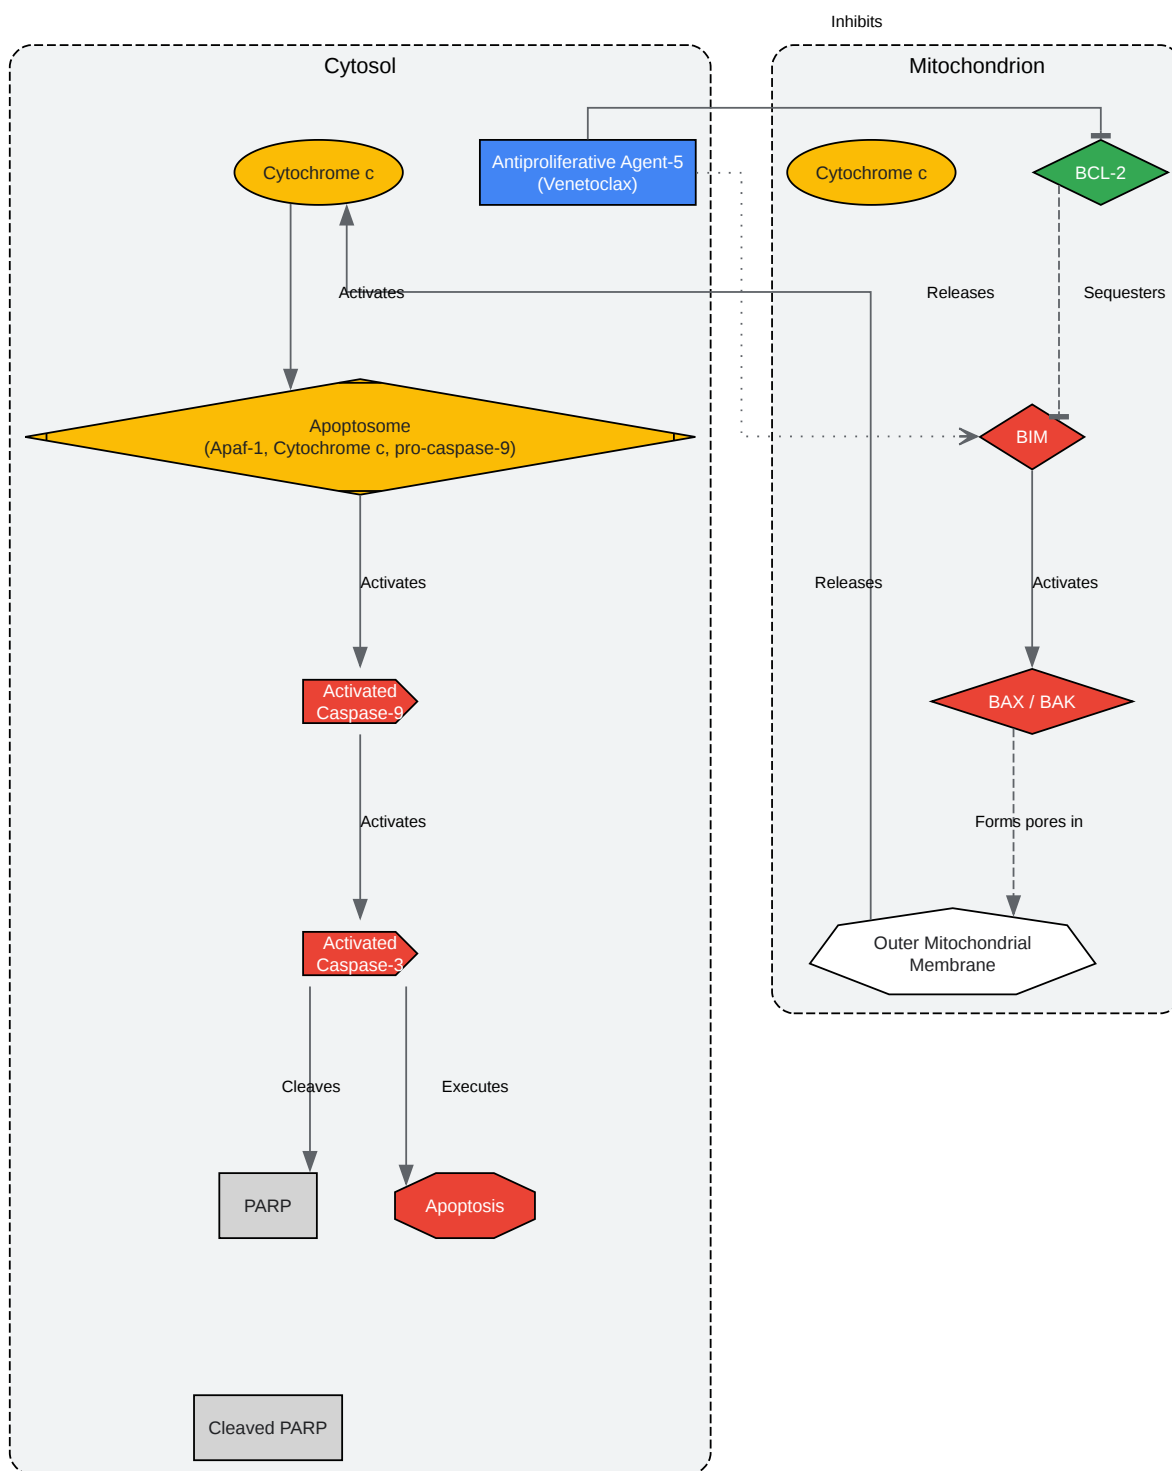 Inhibits
Cytosol
Mitochondrion
Cytochrome c
Antiproliferative Agent-5
(Venetoclax)
Cytochrome c
BCL-2
Activates
Releases
Sequesters
Apoptosome
(Apaf-1, Cytochrome c, pro-caspase-9)
BIM
Activates
Releases
Activates
Activated
Caspase-9
BAX / BAK
Activates
Forms pores in
Activated
Caspase-3
Outer Mitochondrial
Membrane
Cleaves
Executes
PARP
Apoptosis
Cleaved PARP